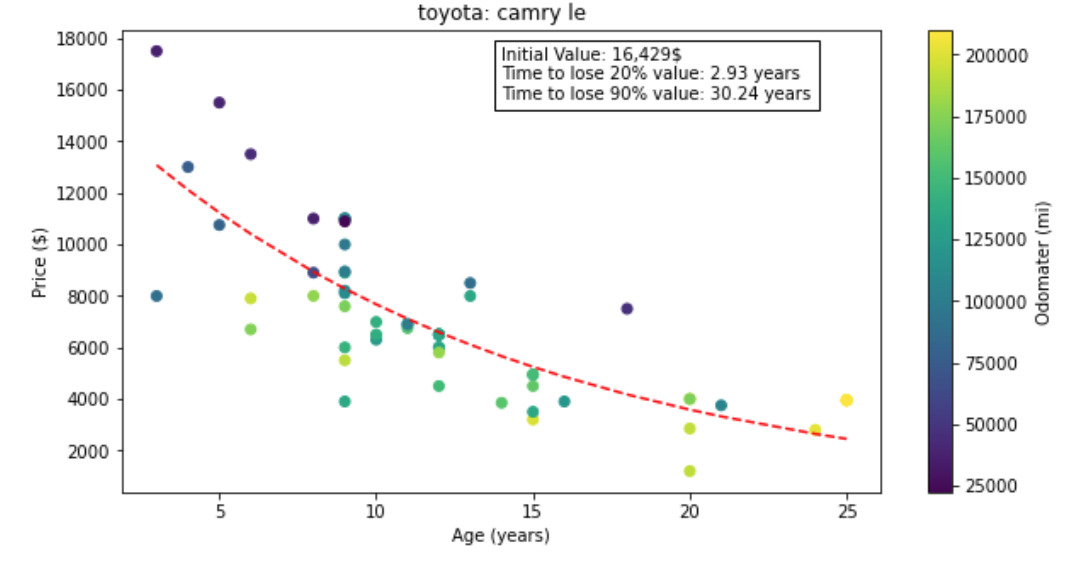 toyota: camry le
Initial Value: 16,429$
Time to lose 20% value: 2.93 years
Time to lose 90% value: 30.24 years
Price ($)
18000
16000
14000
12000
10000
8000
6000
4000
2000
5 10 15 20 25
Age (years)
200000
175000
150000
125000
100000
75000
50000
25000
Odomater (mi)